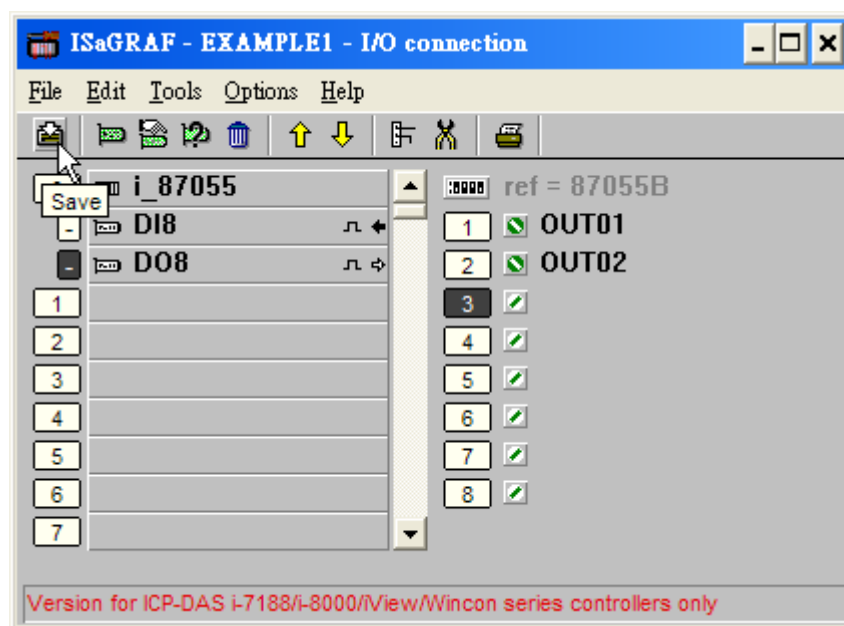 ISaGRAF - EXAMPLE1 - I/O connection
File Edit Tools Options Help
i_87055
Save
- DI8
- DO8
1
2
3
4
5
6
7
ref = 87055B
1 OUT01
2 OUT02
3
4
5
6
7
8
Version for ICP-DAS i-7188/i-8000/iView/Wincon series controllers only